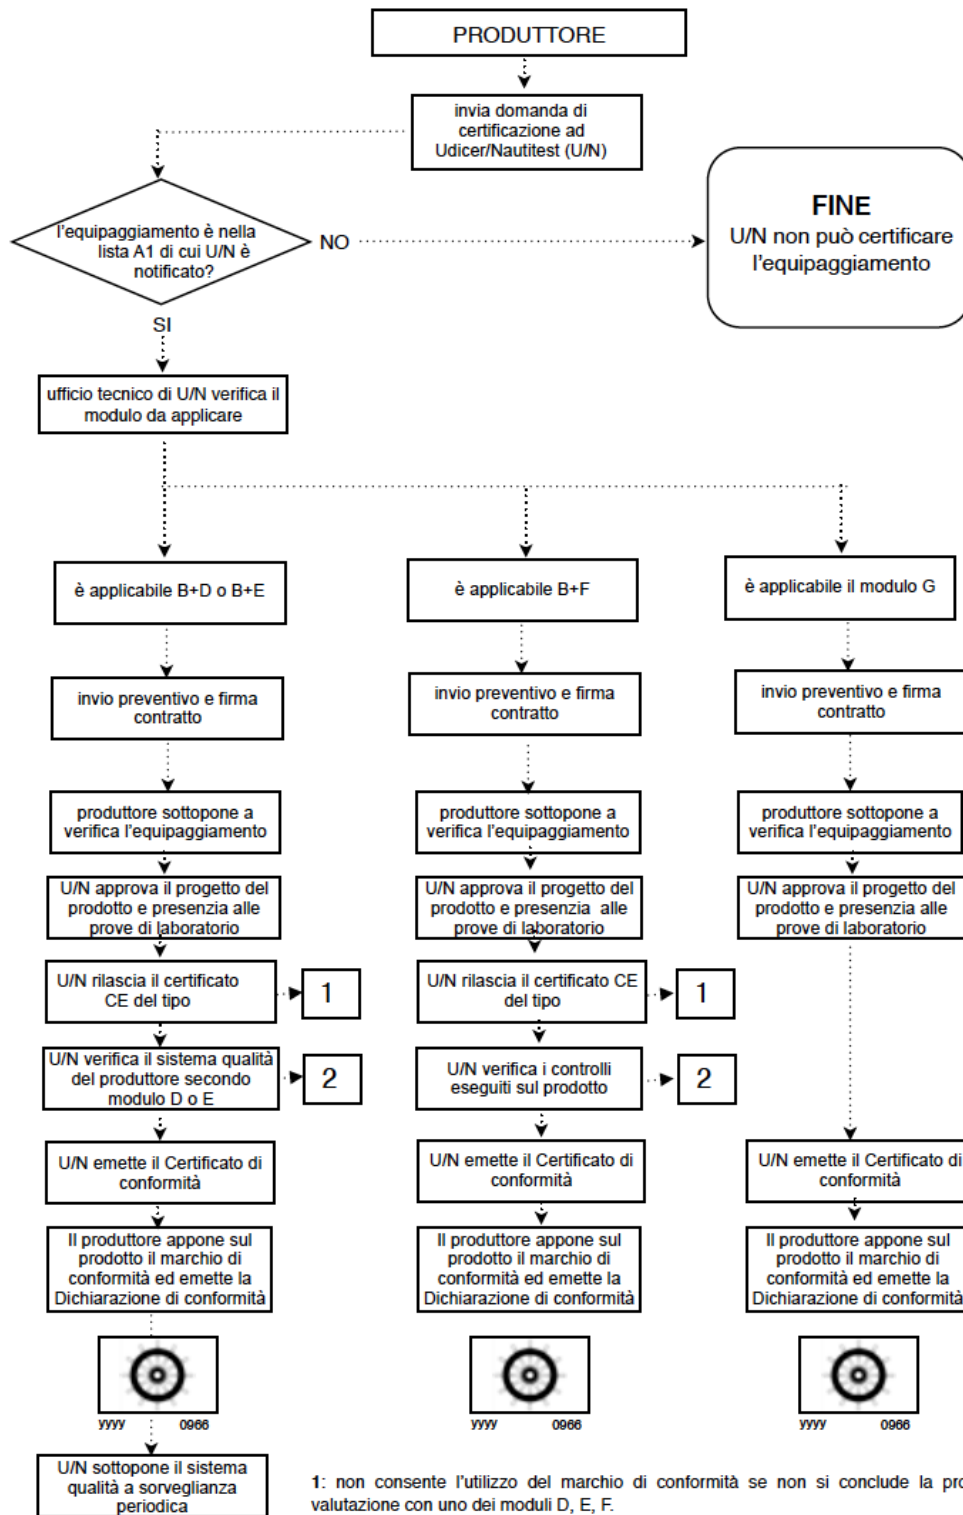 PRODUTTORE
invia domanda di
certificazione ad
Udicer/Nautitest (U/N)
l'equipaggiamento è nella
lista A1 di cui U/N è
notificato?
NO
FINE
U/N non può certificare
l'equipaggiamento
SI
ufficio tecnico di U/N verifica il
modulo da applicare
è applicabile B+D o B+E
è applicabile B+F
è applicabile il modulo G
invio preventivo e firma
contratto
invio preventivo e firma
contratto
invio preventivo e firma
contratto
produttore sottopone a
verifica l'equipaggiamento
produttore sottopone a
verifica l'equipaggiamento
produttore sottopone a
verifica l'equipaggiamento
U/N approva il progetto del
prodotto e presenzia alle
prove di laboratorio
U/N approva il progetto del
prodotto e presenzia alle
prove di laboratorio
U/N approva il progetto del
prodotto e presenzia alle
prove di laboratorio
U/N rilascia il certificato
CE del tipo
1
U/N rilascia il certificato CE
del tipo
1
U/N verifica il sistema qualità
del produttore secondo
modulo D o E
2
U/N verifica i controlli
eseguiti sul prodotto
2
U/N emette il Certificato di
conformità
U/N emette il Certificato di
conformità
U/N emette il Certificato di
conformità
Il produttore appone sul
prodotto il marchio di
conformità ed emette la
Dichiarazione di conformità
Il produttore appone sul
prodotto il marchio di
conformità ed emette la
Dichiarazione di conformità
Il produttore appone sul
prodotto il marchio di
conformità ed emette la
Dichiarazione di conformità
yyyy 0966
yyyy 0966
yyyy 0966
U/N sottopone il sistema
qualità a sorveglianza
periodica
1: non consente l'utilizzo del marchio di conformità se non si conclude la pro
valutazione con uno dei moduli D, E, F.